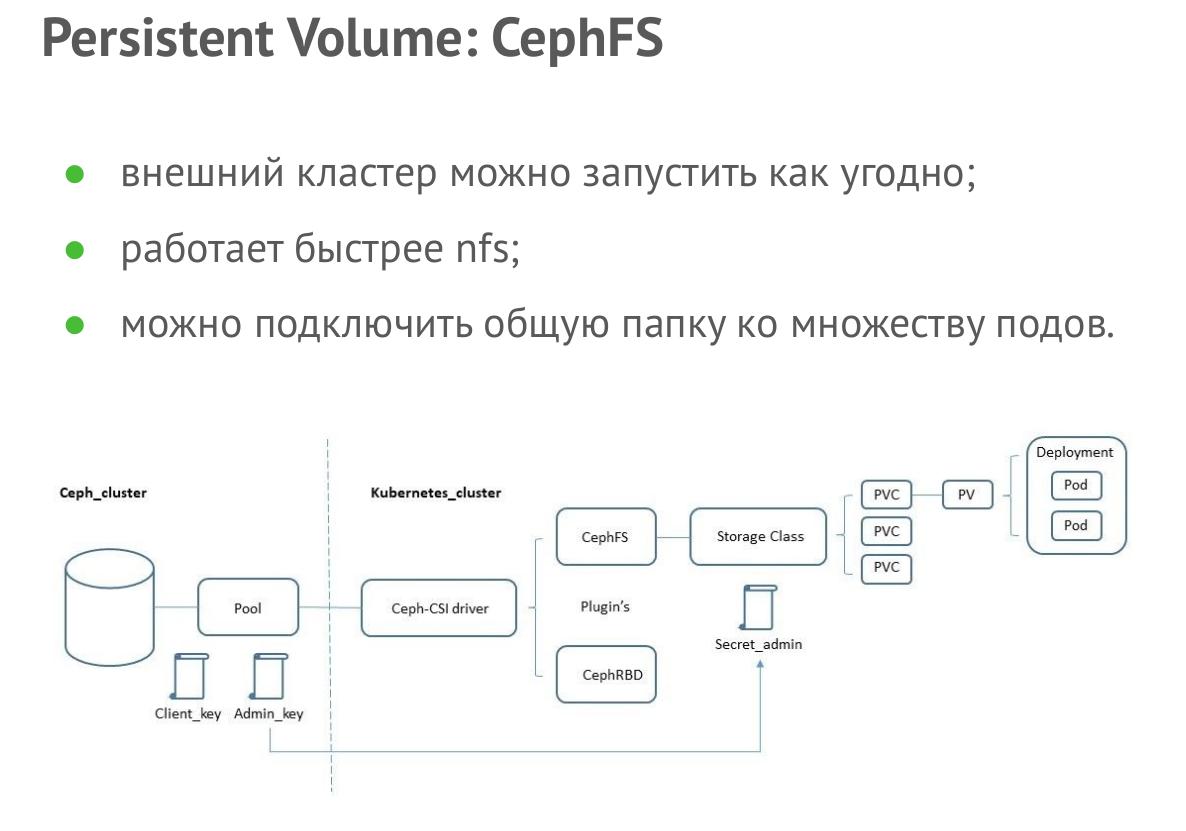 Persistent Volume: CephFS
внешний кластер можно запустить как угодно;
работает быстрее nfs;
можно подключить общую папку ко множеству подов.
Ceph_cluster
Kubernetes_cluster
Pool
Client_key
Admin_key
Ceph-CSI driver
CephFS
Plugin’s
CephRBD
Storage Class
Secret_admin
PVC
PVC
PVC
PV
Deployment
Pod
Pod